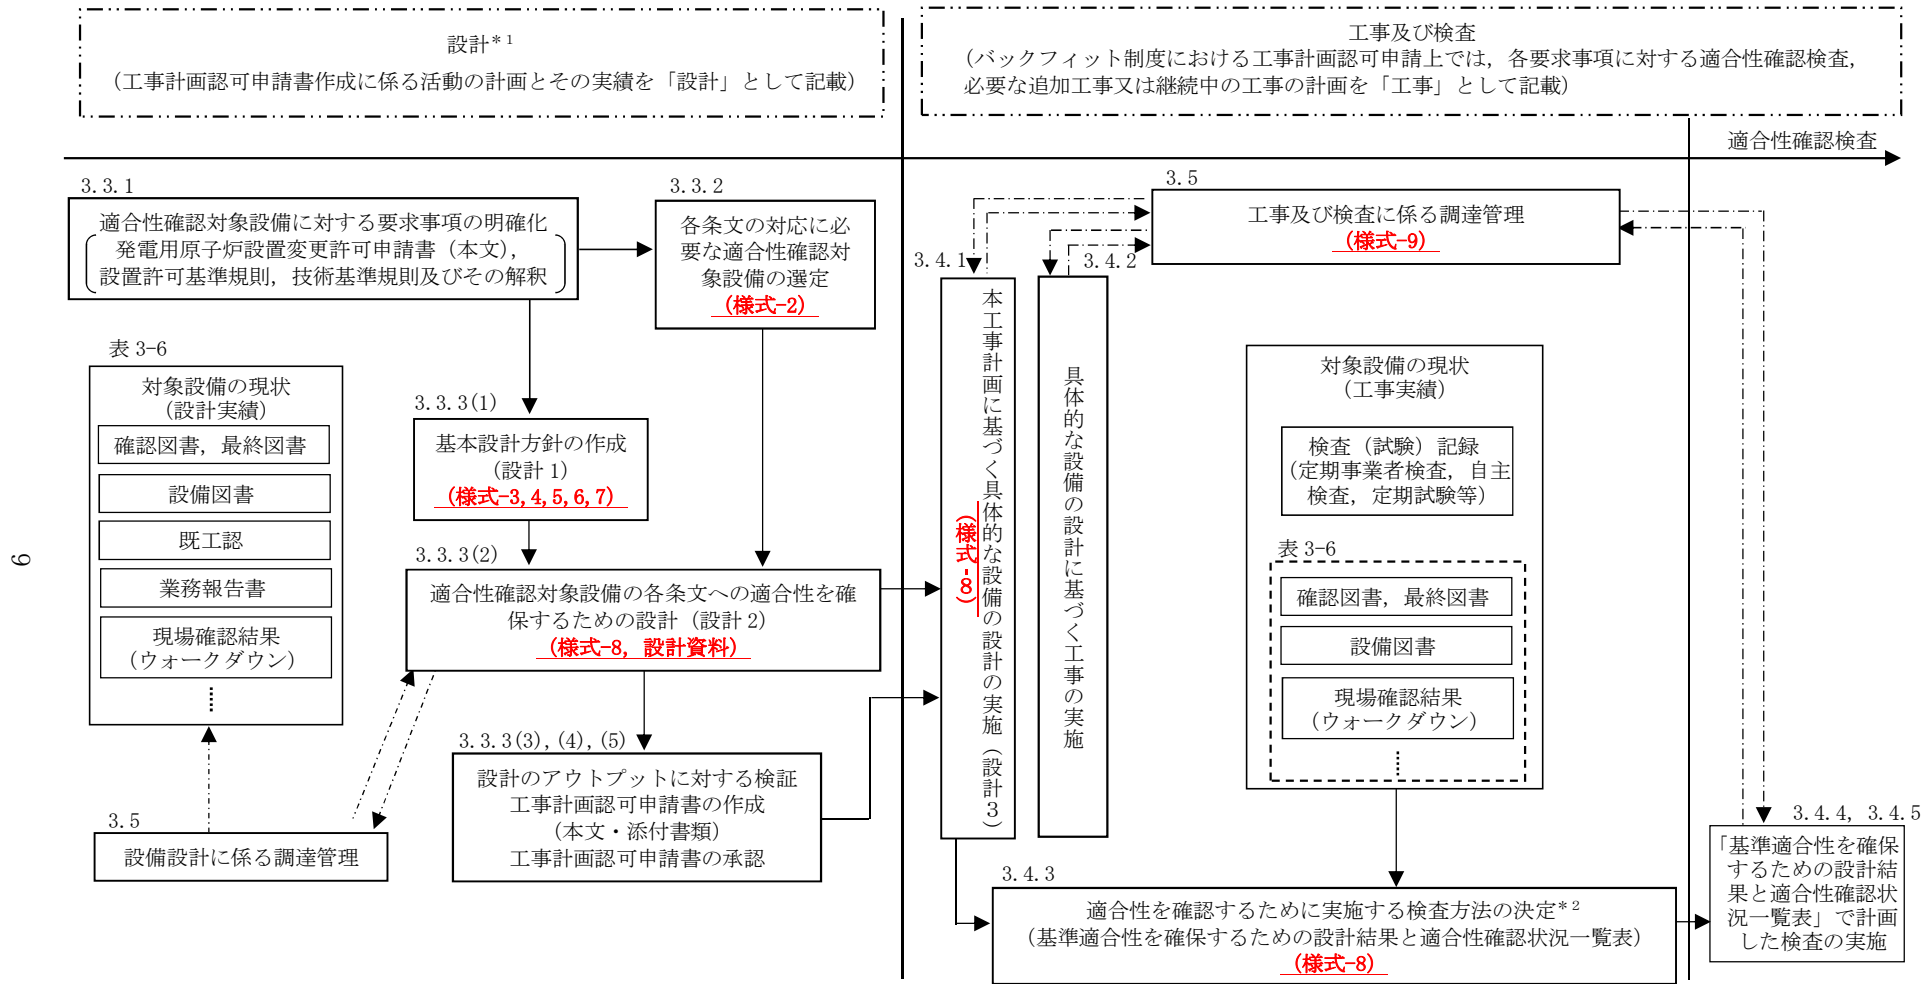 設計*1
(工事計画認可申請書作成に係る活動の計画とその実績を「設計」として記載)
工事及び検査
(バックフィット制度における工事計画認可申請上では,各要求事項に対する適合性確認検査,
必要な追加工事又は継続中の工事の計画を「工事」として記載)
適合性確認検査
3.3.1
適合性確認対象設備に対する要求事項の明確化
発電用原子炉設置変更許可申請書(本文),
設置許可基準規則,技術基準規則及びその解釈
3.3.2
各条文の対応に必
要な適合性確認対
象設備の選定
(様式-2)
表 3-6
対象設備の現状
(設計実績)
確認図書,最終図書
設備図書
既工認
業務報告書
現場確認結果
(ウォークダウン)
3.3.3(1)
基本設計方針の作成
(設計 1)
(様式-3,4,5,6,7)
3.3.3(2)
適合性確認対象設備の各条文への適合性を確
保するための設計(設計 2)
(様式-8, 設計資料)
3.3.3(3),(4),(5)
設計のアウトプットに対する検証
工事計画認可申請書の作成
(本文・添付書類)
工事計画認可申請書の承認
3.5
設備設計に係る調達管理
3.5
工事及び検査に係る調達管理
(様式-9)
3.4.1
本工事計画に基づく具体的な設備の設計の実施(設計3)
(様式-8)
3.4.2
具体的な設備の設計に基づく工事の実施
対象設備の現状
(工事実績)
検査(試験)記録
(定期事業者検査,自主
検査,定期試験等)
表 3-6
確認図書,最終図書
設備図書
現場確認結果
(ウォークダウン)
3.4.3
適合性を確認するために実施する検査方法の決定*2
(基準適合性を確保するための設計結果と適合性確認状況一覧表)
(様式-8)
3.4.4, 3.4.5
「基準適合性を確保
するための設計結
果と適合性確認状
況一覧表」で計画
した検査の実施
6